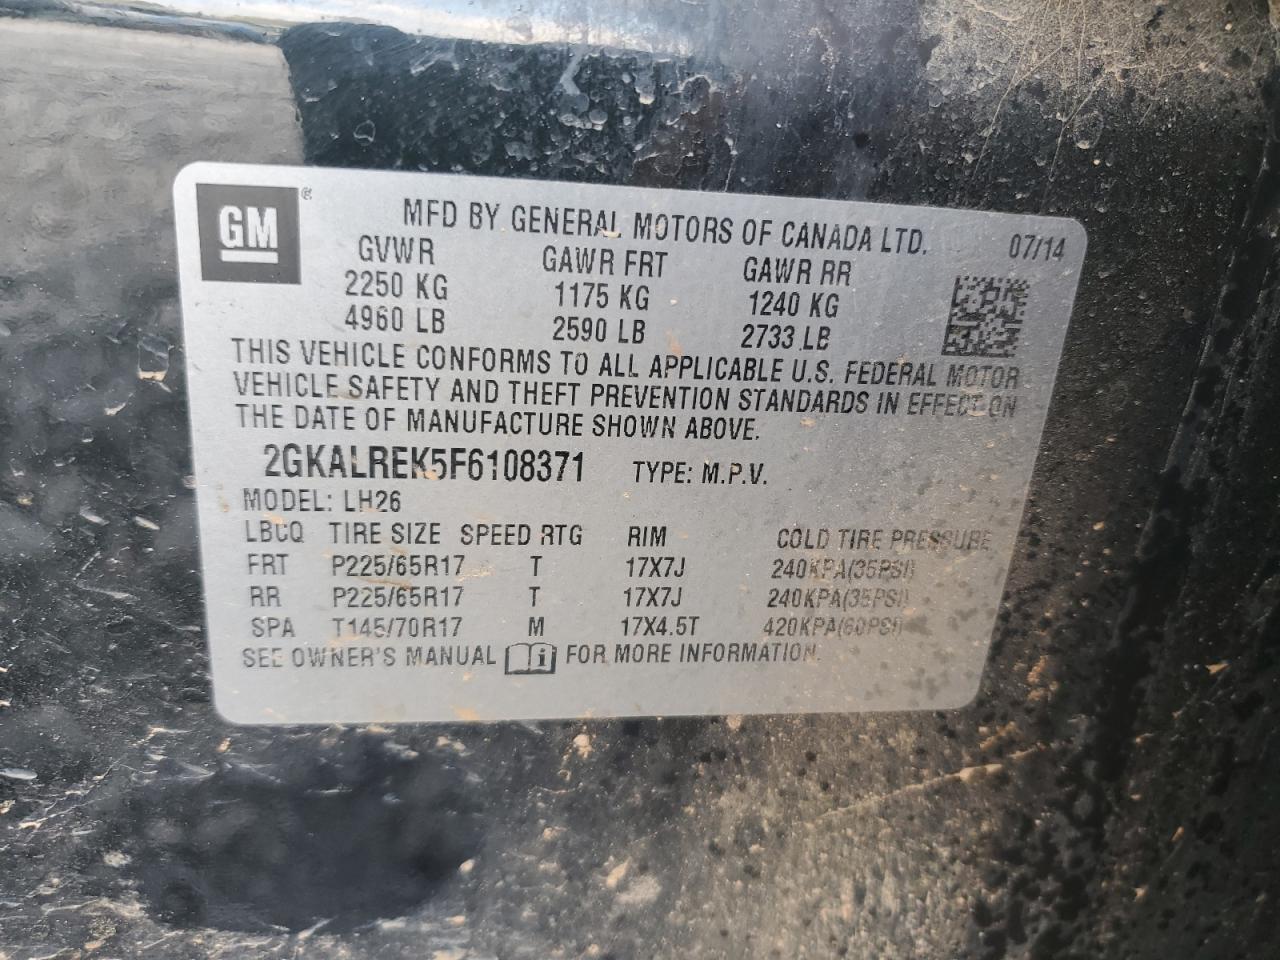 GM ®
MFD BY GENERAL MOTORS OF CANADA LTD. 07/14
GVWR GAWR FRT GAWR RR
2250 KG 1175 KG 1240 KG
4960 LB 2590 LB 2733 LB
THIS VEHICLE CONFORMS TO ALL APPLICABLE U.S. FEDERAL MOTOR
VEHICLE SAFETY AND THEFT PREVENTION STANDARDS IN EFFECT ON
THE DATE OF MANUFACTURE SHOWN ABOVE.
2GKALREK5F6108371 TYPE: M.P.V.
MODEL: LH26
LBCQ TIRE SIZE SPEED RTG RIM COLD TIRE PRESSURE
FRT P225/65R17 T 17X7J 240KPA(35PSI)
RR P225/65R17 T 17X7J 240KPA(35PSI)
SPA T145/70R17 M 17X4.5T 420KPA(60PSI)
SEE OWNER'S MANUAL i FOR MORE INFORMATION.